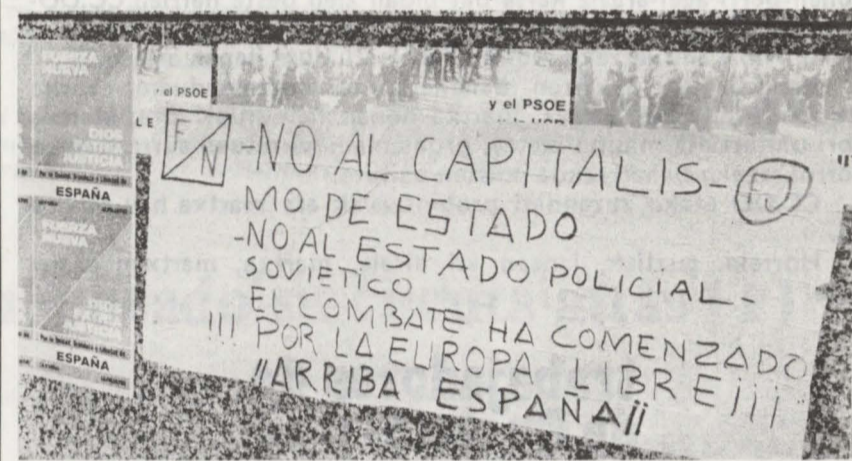 FUERZA
NUEVA
DIOS
PATRIA
JUSTICIA
ESPAÑA
FUERZA
NUEVA
DIOS
PATRIA
JUSTICIA
ESPAÑA
y el PSOE
y el PSOE
F/N
-NO AL CAPITALIS-
MO DE ESTADO
-NO AL ESTADO POLICIAL-
SOVIETICO
EL COMBATE HA COMENZADO
!!! POR LA EUROPA LIBRE!!!
"ARRIBA ESPAÑA¡¡